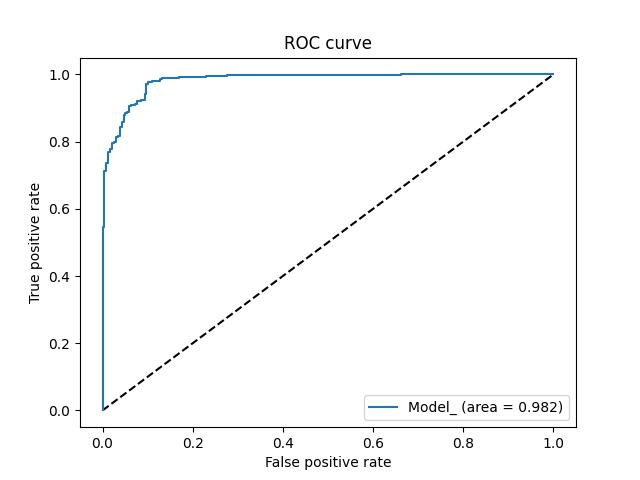 ROC curve
True positive rate
1.0
0.8
0.6
0.4
0.2
0.0
Model_ (area = 0.982)
0.0 0.2 0.4 0.6 0.8 1.0
False positive rate